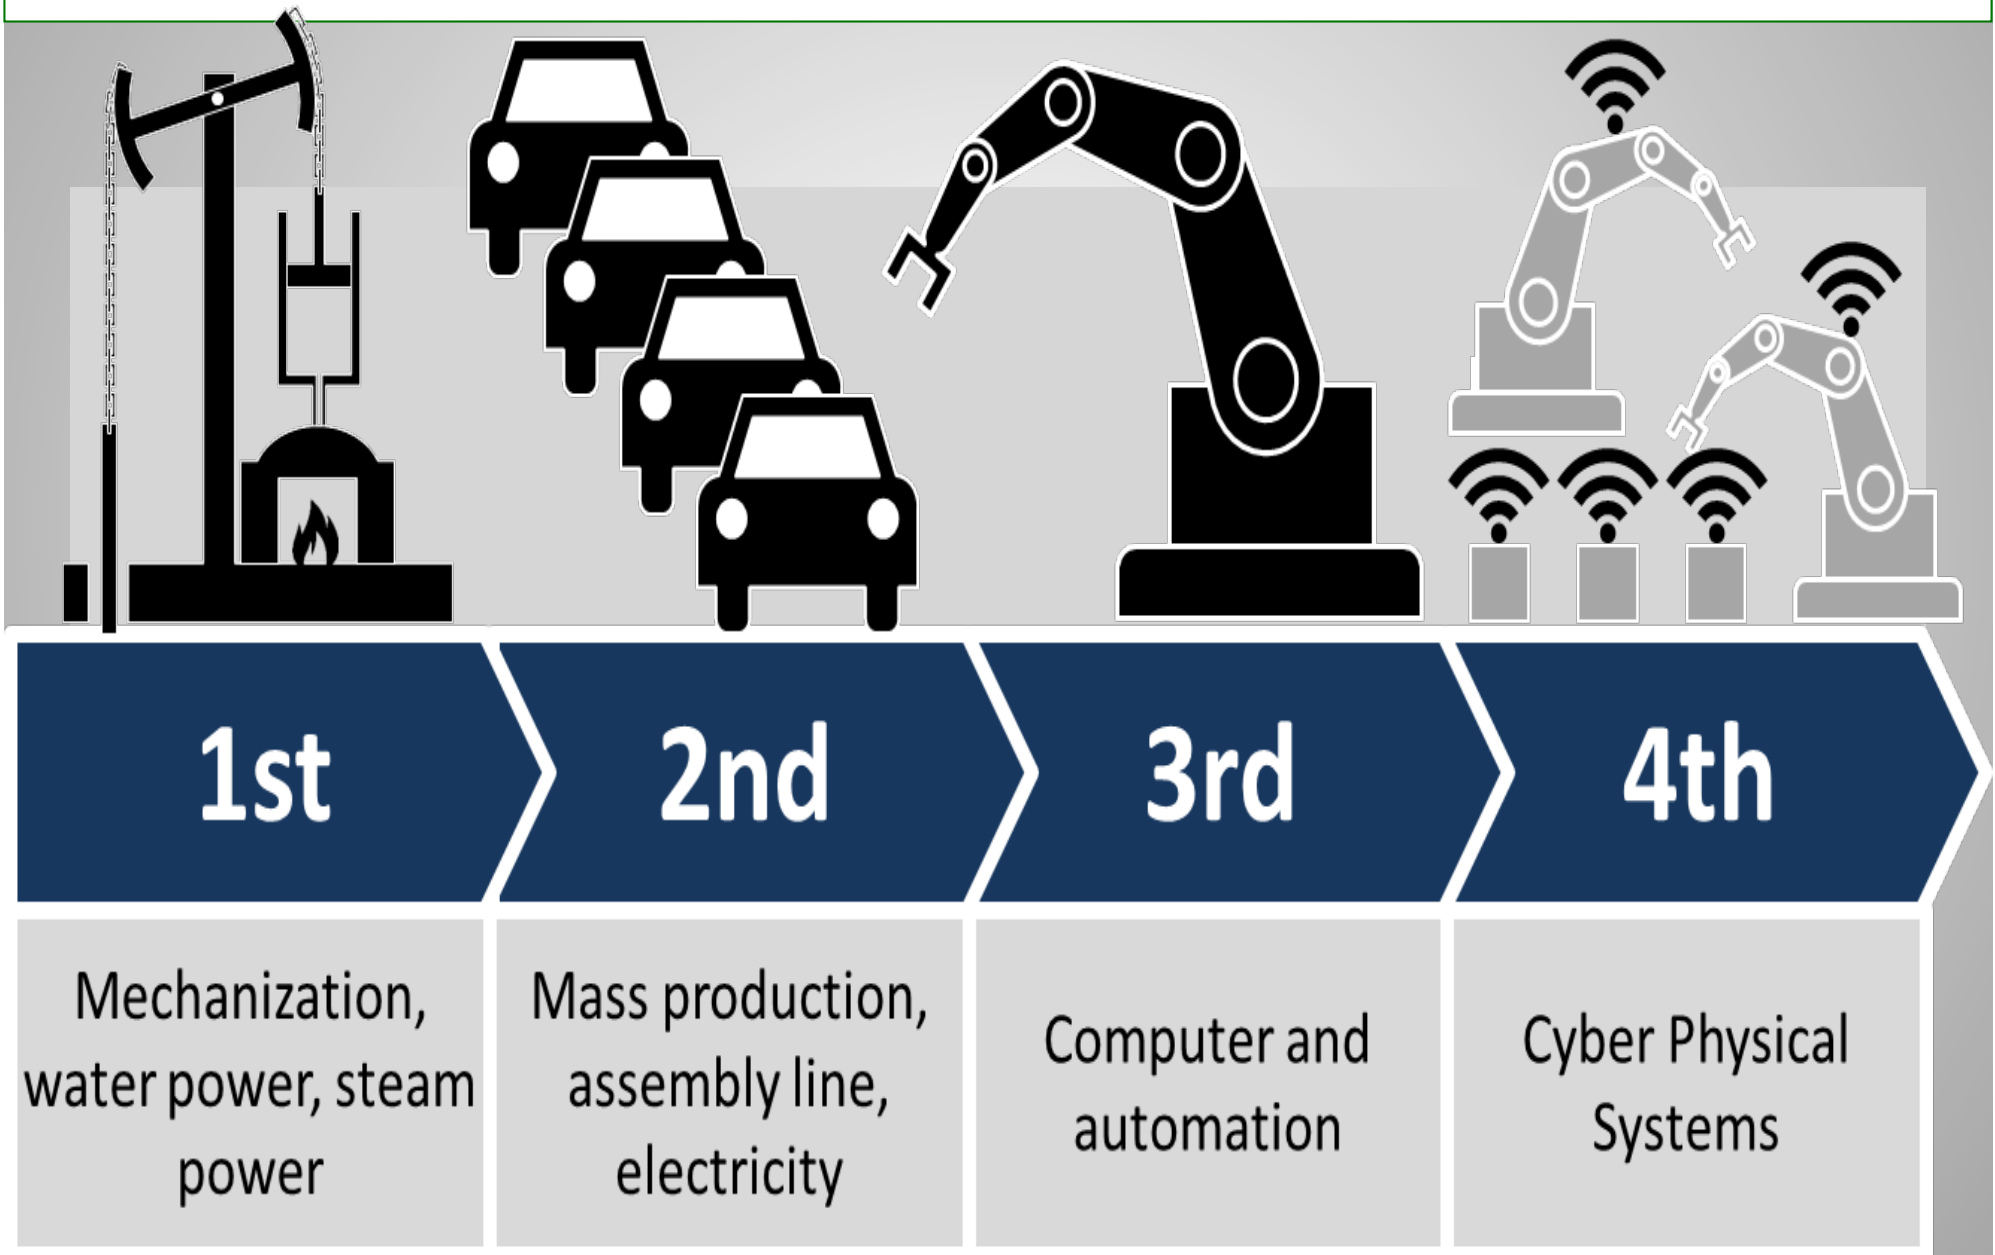 1st
2nd
3rd
4th
Mechanization,
water power, steam
power
Mass production,
assembly line,
electricity
Computer and
automation
Cyber Physical
Systems